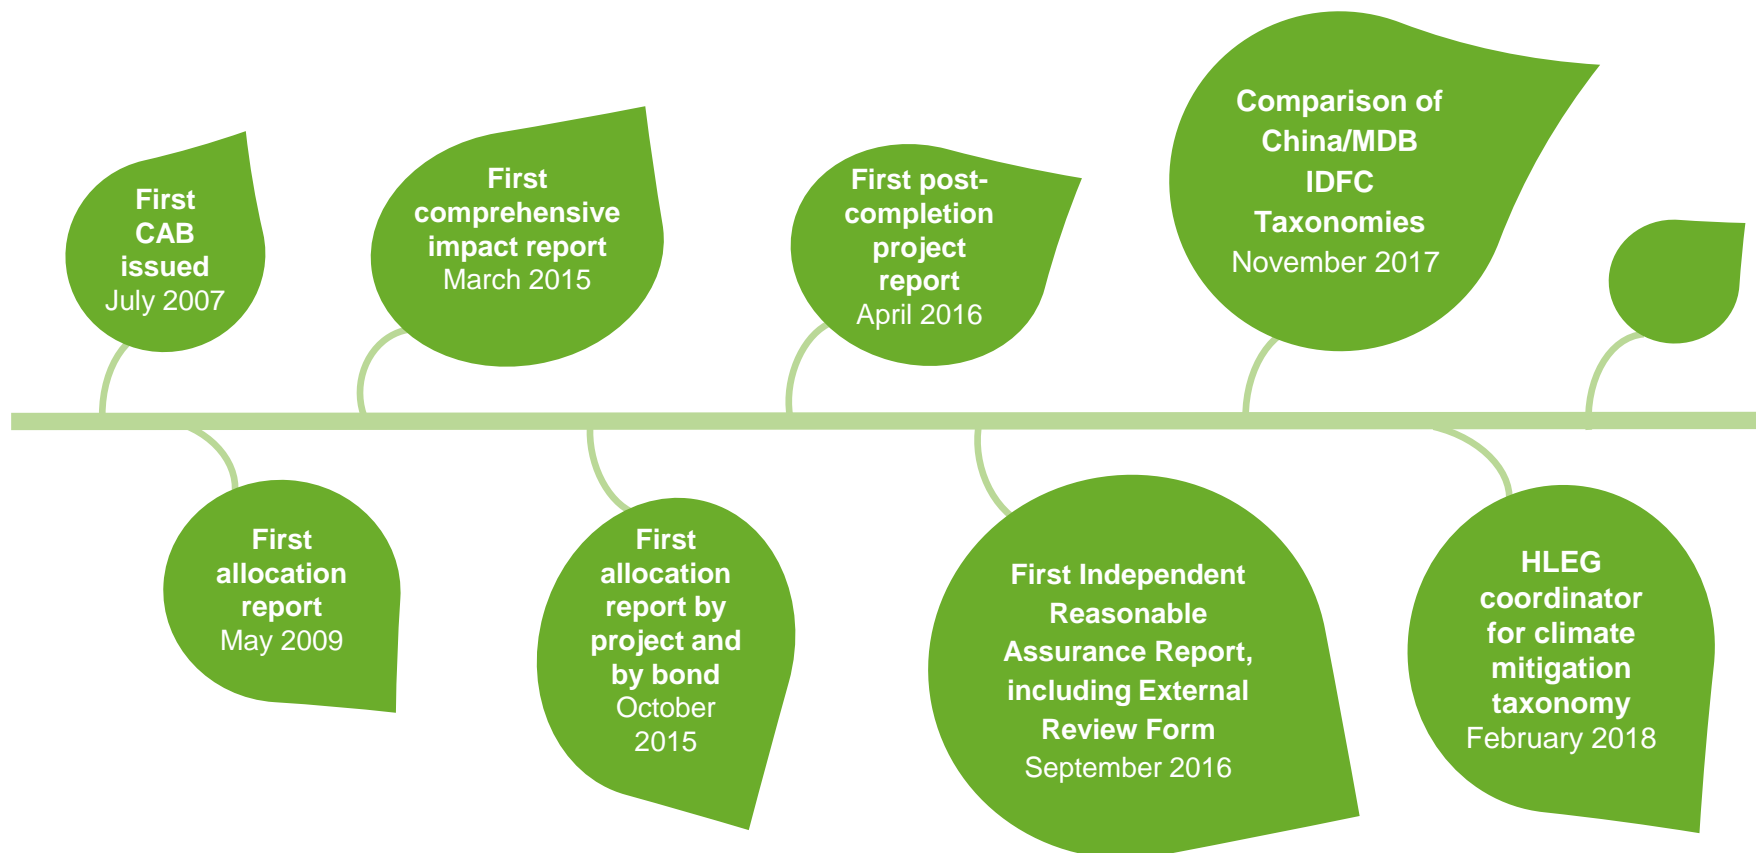 First
CAB
issued
July 2007
First
comprehensive
impact report
March 2015
First post-
completion
project
report
April 2016
Comparison of
China/MDB
IDFC
Taxonomies
November 2017
First
allocation
report
May 2009
First
allocation
report by
project and
by bond
October
2015
First Independent
Reasonable
Assurance Report,
including External
Review Form
September 2016
HLEG
coordinator
for climate
mitigation
taxonomy
February 2018